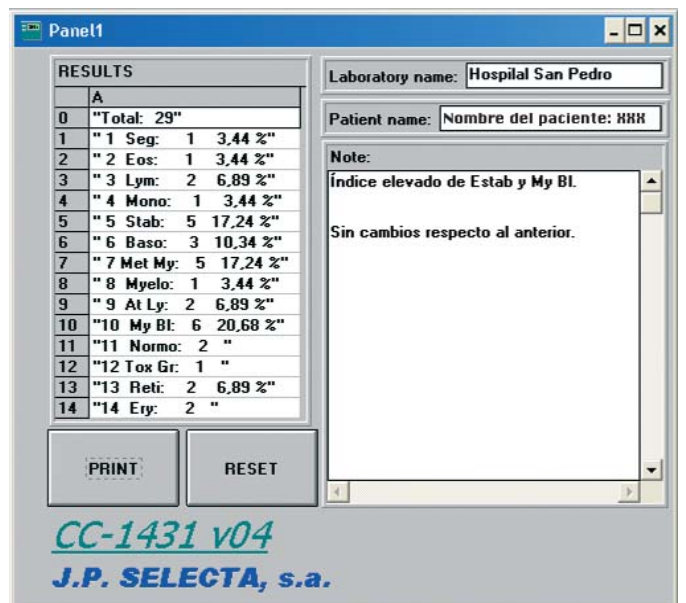 Panel1
RESULTS
A
0 "Total: 29"
1 " 1 Seg: 1 3,44 %"
2 " 2 Eos: 1 3,44 %"
3 " 3 Lym: 2 6,89 %"
4 " 4 Mono: 1 3,44 %"
5 " 5 Stab: 5 17,24 %"
6 " 6 Baso: 3 10,34 %"
7 " 7 Met My: 5 17,24 %"
8 " 8 Myelo: 1 3,44 %"
9 " 9 At Ly: 2 6,89 %"
10 "10 My Bl: 6 20,68 %"
11 "11 Normo: 2 "
12 "12 Tox Gr: 1 "
13 "13 Reti: 2 6,89 %"
14 "14 Ery: 2 "
PRINT
RESET
Laboratory name: Hospilal San Pedro
Patient name: Nombre del paciente: XXX
Note:
Índice elevado de Estab y My Bl.
Sin cambios respecto al anterior.
CC-1431 v04
J.P. SELECTA, s.a.